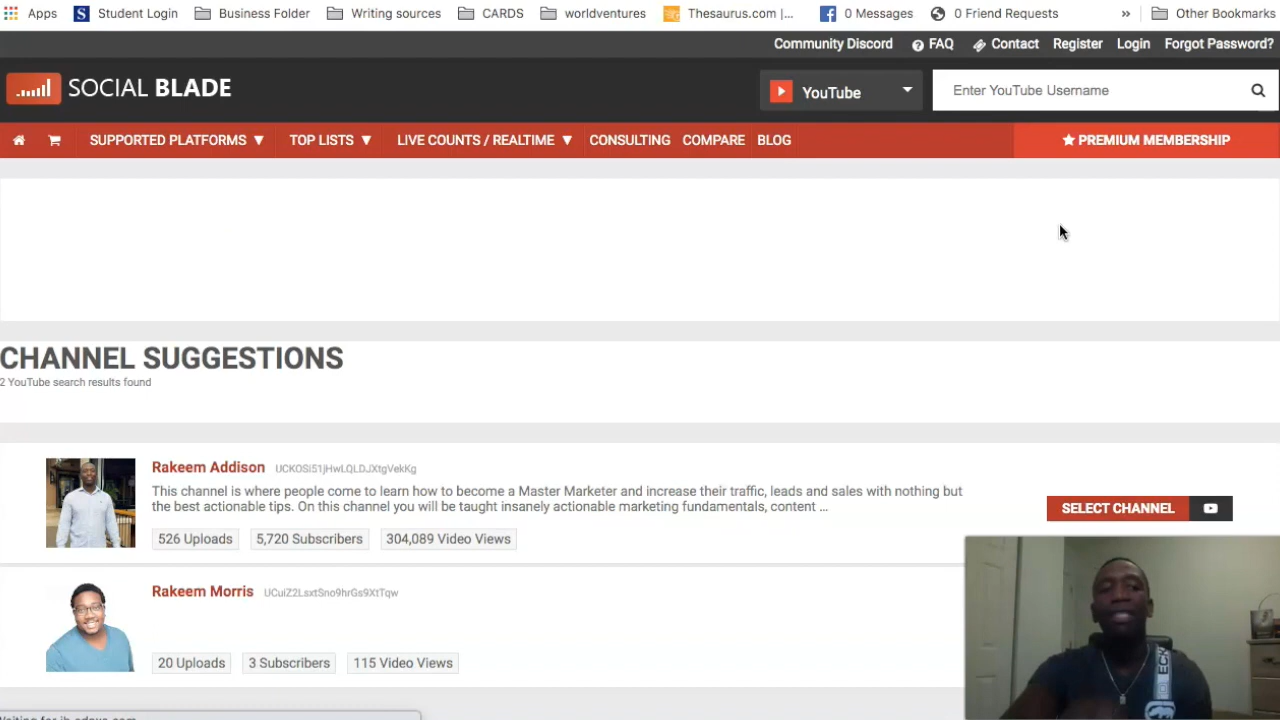 Apps Student Login Business Folder Writing sources CARDS worldventures Thesaurus.com |... 0 Messages 0 Friend Requests » Other Bookmarks
Community Discord FAQ Contact Register Login Forgot Password?
SOCIAL BLADE YouTube Enter YouTube Username
SUPPORTED PLATFORMS ▼ TOP LISTS ▼ LIVE COUNTS / REALTIME ▼ CONSULTING COMPARE BLOG ★ PREMIUM MEMBERSHIP
CHANNEL SUGGESTIONS
2 YouTube search results found
Rakeem Addison
This channel is where people come to learn how to become a Master Marketer and increase their traffic, leads and sales with nothing but
the best actionable tips. On this channel you will be taught insanely actionable marketing fundamentals, content ...
SELECT CHANNEL
526 Uploads 5,720 Subscribers 304,089 Video Views
Rakeem Morris
20 Uploads 3 Subscribers 115 Video Views